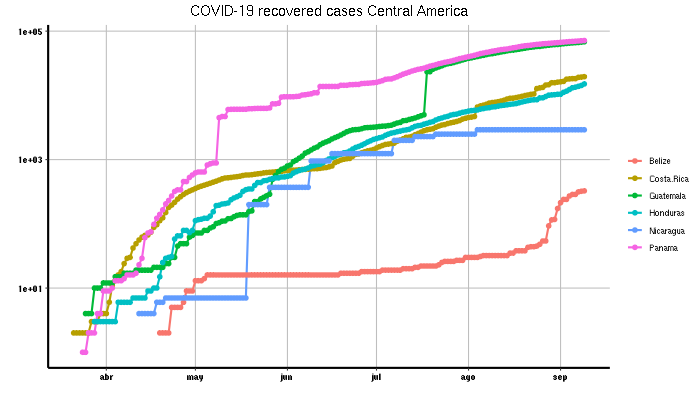 COVID-19 recovered cases Central America
1e+05
1e+03
1e+01
abr may jun jul ago sep
Belize
Costa.Rica
Guatemala
Honduras
Nicaragua
Panama